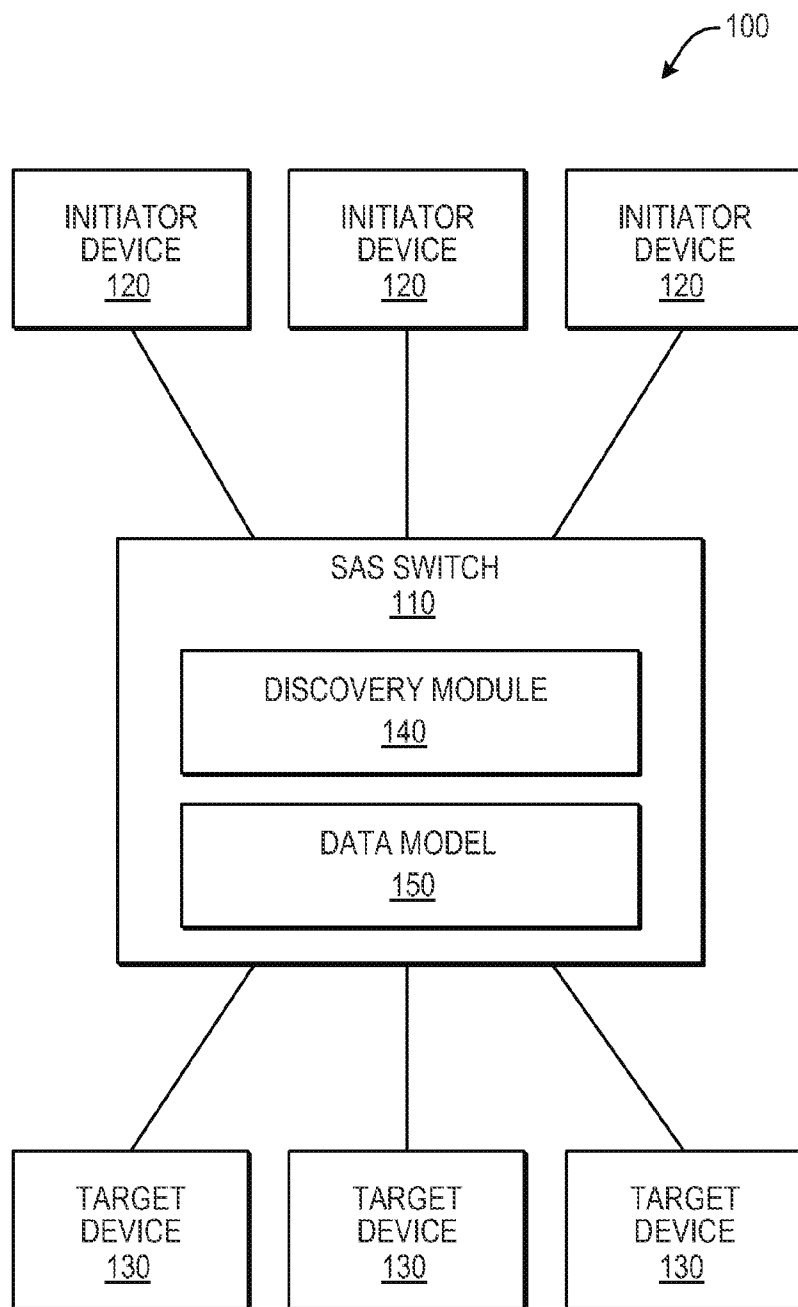 100
INITIATOR DEVICE 120
INITIATOR DEVICE 120
INITIATOR DEVICE 120
SAS SWITCH
110
DISCOVERY MODULE
140
DATA MODEL
150
TARGET DEVICE 130
TARGET DEVICE 130
TARGET DEVICE 130